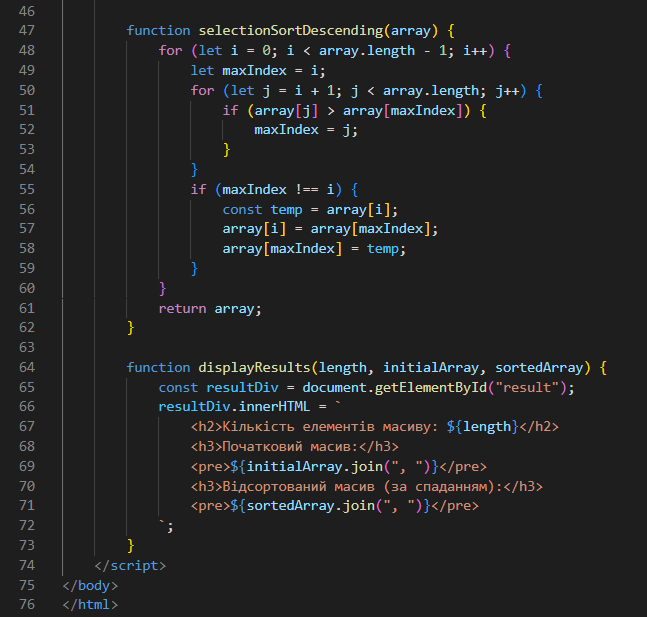 46
47 function selectionSortDescending(array) {
48 for (let i = 0; i < array.length - 1; i++) {
49 let maxIndex = i;
50 for (let j = i + 1; j < array.length; j++) {
51 if (array[j] > array[maxIndex]) {
52 maxIndex = j;
53 }
54 }
55 if (maxIndex !== i) {
56 const temp = array[i];
57 array[i] = array[maxIndex];
58 array[maxIndex] = temp;
59 }
60 }
61 return array;
62 }
63
64 function displayResults(length, initialArray, sortedArray) {
65 const resultDiv = document.getElementById("result");
66 resultDiv.innerHTML = `
67 <h2>Кількість елементів масиву: ${length}</h2>
68 <h3>Початковий масив:</h3>
69 <pre>${initialArray.join(", ")}</pre>
70 <h3>Відсортований масив (за спаданням):</h3>
71 <pre>${sortedArray.join(", ")}</pre>
72 `;
73 }
74 </script>
75 </body>
76 </html>